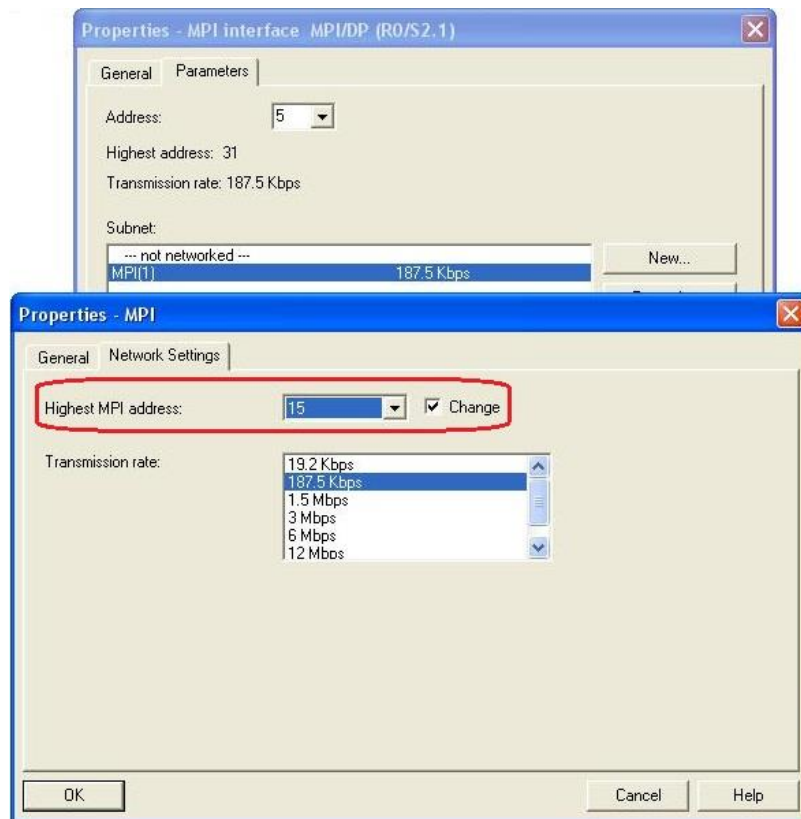 Properties - MPI interface MPI/DP (R0/S2.1)
General Parameters
Address: 5
Highest address: 31
Transmission rate: 187.5 Kbps
Subnet:
--- not networked ---
MPI(1) 187.5 Kbps
New...
Properties - MPI
General Network Settings
Highest MPI address: 15 Change
Transmission rate:
19.2 Kbps
187.5 Kbps
1.5 Mbps
3 Mbps
6 Mbps
12 Mbps
OK Cancel Help